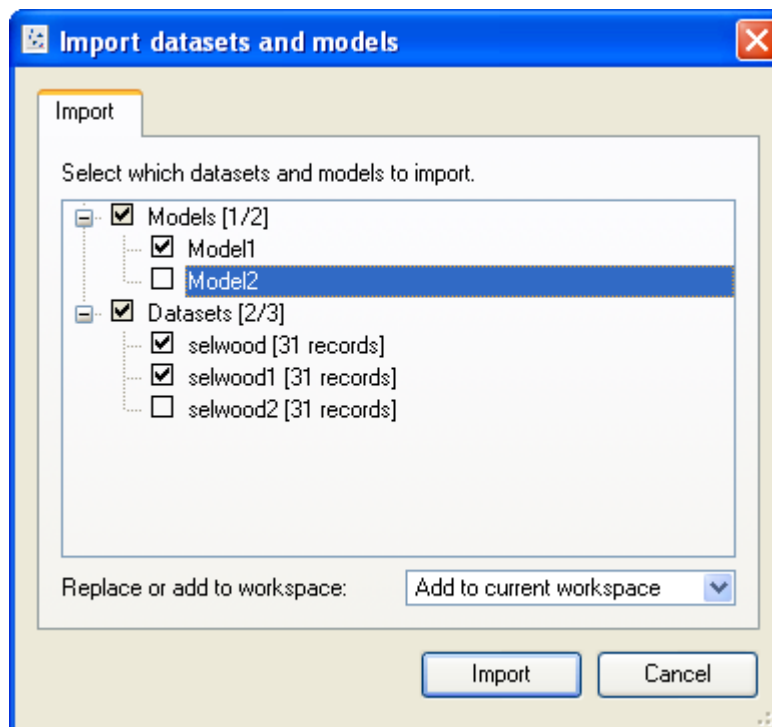 Import datasets and models
Import
Select which datasets and models to import.
Models [1/2]
Model1
Model2
Datasets [2/3]
selwood [31 records]
selwood1 [31 records]
selwood2 [31 records]
Replace or add to workspace: Add to current workspace
Import Cancel